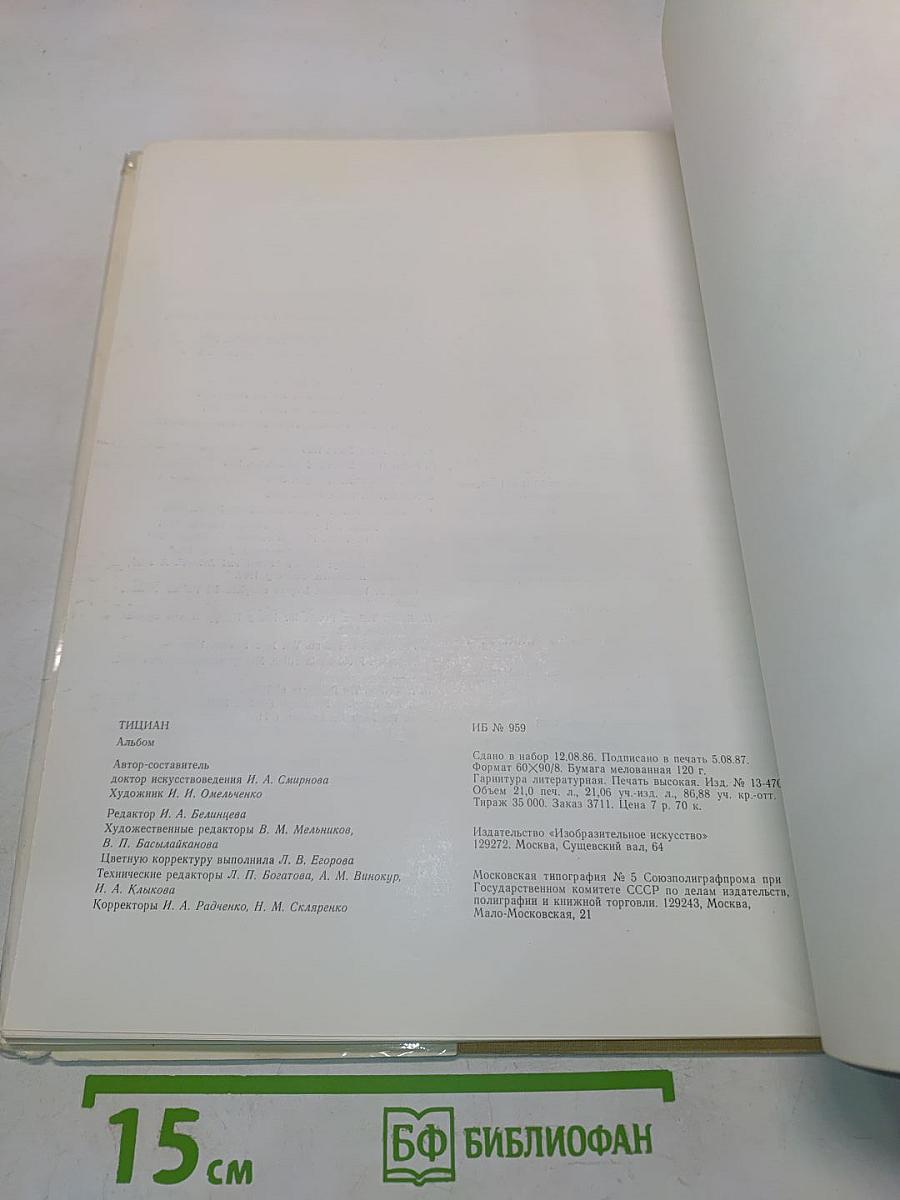 ТИЦИАН
Альбом
Автор-составитель
доктор искусствоведения И. А. Смирнова
Художник И. И. Омельченко
Редактор И. А. Белинцева
Художественные редакторы В. М. Мельников,
В. П. Басылайканова
Цветную корректуру выполнила Л. В. Егорова
Технические редакторы Л. П. Богатова, А. М. Винокур,
И. А. Клыкова
Корректоры И. А. Радченко, Н. М. Скляренко
ИБ № 959
Сдано в набор 12.08.86. Подписано в печать 5.08.87.
Формат 60×90/8. Бумага мелованная 120 г.
Гарнитура литературная. Печать высокая. Изд. № 13-470
Объем 21,0 печ. л., 21,06 уч.-изд. л., 86,88 уч. кр.-отт.
Тираж 35 000. Заказ 3711. Цена 7 р. 70 к.
Издательство «Изобразительное искусство»
129272. Москва, Сущевский вал, 64
Московская типография № 5 Союзполиграфпрома при
Государственном комитете СССР по делам издательств,
полиграфии и книжной торговли. 129243, Москва,
Мало-Московская, 21
15 см
БФ БИБЛИОФАН